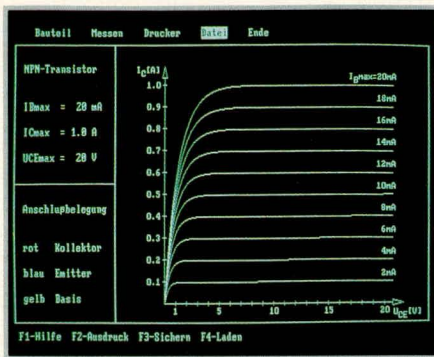 Bauteil Messen Drucker Datei Ende
NPN-Transistor
IBmax = 20 mA
ICmax = 1.0 A
UCEmax = 20 V
Anschlußbelegung
rot Kollektor
blau Emitter
gelb Basis
IC[A]
1.0
0.9
0.8
0.7
0.6
0.5
0.4
0.3
0.2
0.1
IBmax=20mA
18mA
16mA
14mA
12mA
10mA
8mA
6mA
4mA
2mA
1 5 10 15 20 UCE[V]
F1-Hilfe F2-Ausdruck F3-Sichern F4-Laden